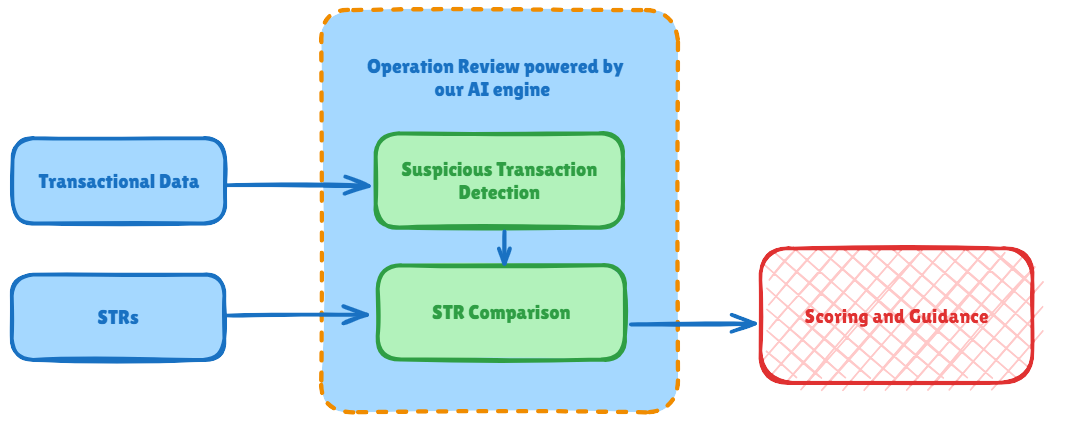 Operation Review powered by
our AI engine
Transactional Data
Suspicious Transaction
Detection
STRs
STR Comparison
Scoring and Guidance